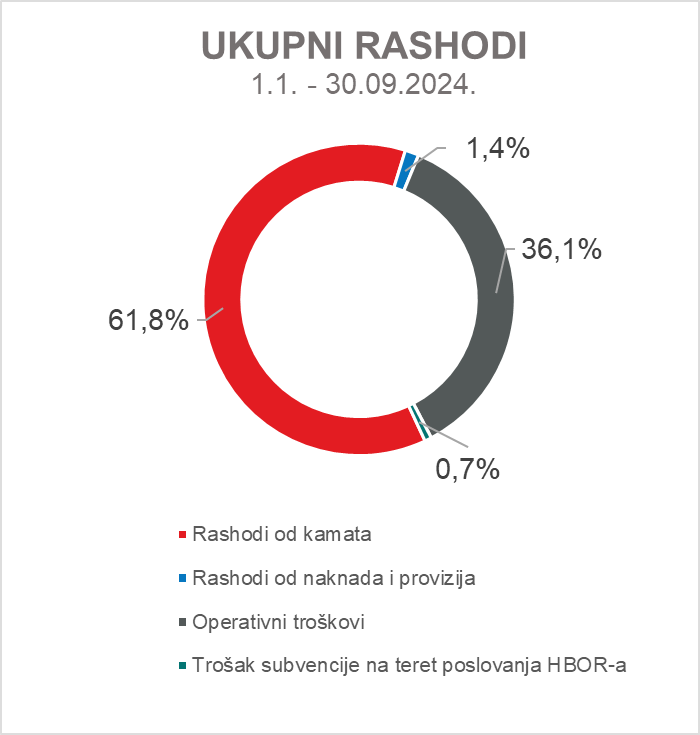 UKUPNI RASHODI
1.1. - 30.09.2024.
1,4%
36,1%
61,8%
0,7%
Rashodi od kamata
Rashodi od naknada i provizija
Operativni troškovi
Trošak subvencije na teret poslovanja HBOR-a